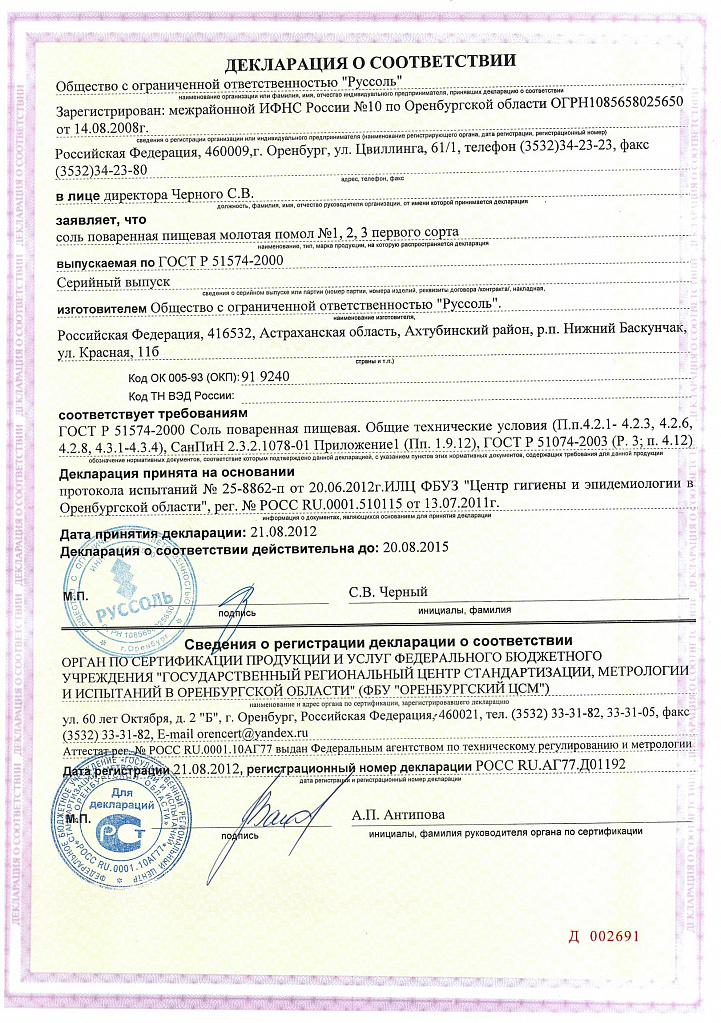 ДЕКЛАРАЦИЯ О СООТВЕТСТВИИ
Общество с ограниченной ответственностью "Руссоль"
наименование организации или фамилия, имя, отчество индивидуального предпринимателя, принявших декларацию о соответствии
Зарегистрирован: межрайонной ИФНС России №10 по Оренбургской области ОГРН1085658025650
от 14.08.2008г.
сведения о регистрации организации или индивидуального предпринимателя (наименование регистрирующего органа, дата регистрации, регистрационный номер)
Российская Федерация, 460009,г. Оренбург, ул. Цвиллинга, 61/1, телефон (3532)34-23-23, факс
(3532)34-23-80
адрес, телефон, факс
в лице директора Черного С.В.
должность, фамилия, имя, отчество руководителя организации, от имени которой принимается декларация
заявляет, что
соль поваренная пищевая молотая помол №1, 2, 3 первого сорта
наименование, тип, марка продукции, на которую распространяется декларация
выпускаемая по ГОСТ Р 51574-2000
Серийный выпуск
сведения о серийном выпуске или партии (номер партии, номера изделий, реквизиты договора /контракта/, накладная,
изготовителем Общество с ограниченной ответственностью "Руссоль".
наименование изготовителя,
Российская Федерация, 416532, Астраханская область, Ахтубинский район, р.п. Нижний Баскунчак,
ул. Красная, 11б
страны и т.п.)
Код ОК 005-93 (ОКП): 91 9240
Код ТН ВЭД России:
соответствует требованиям
ГОСТ Р 51574-2000 Соль поваренная пищевая. Общие технические условия (П.п.4.2.1- 4.2.3, 4.2.6,
4.2.8, 4.3.1-4.3.4), СанПиН 2.3.2.1078-01 Приложение1 (Пп. 1.9.12), ГОСТ Р 51074-2003 (Р. 3; п. 4.12)
обозначение нормативных документов, соответствие которым подтверждено данной декларацией, с указанием пунктов этих нормативных документов, содержащих требования для данной продукции
Декларация принята на основании
протокола испытаний № 25-8862-п от 20.06.2012г.ИЛЦ ФБУЗ "Центр гигиены и эпидемиологии в
Оренбургской области", рег. № РОСС RU.0001.510115 от 13.07.2011г.
информация о документах, являющихся основанием для принятия декларации
Дата принятия декларации: 21.08.2012
Декларация о соответствии действительна до: 20.08.2015
РУССОЛЬ
г.Оренбург
М.П.
С.В. Черный
подпись
инициалы, фамилия
Сведения о регистрации декларации о соответствии
ОРГАН ПО СЕРТИФИКАЦИИ ПРОДУКЦИИ И УСЛУГ ФЕДЕРАЛЬНОГО БЮДЖЕТНОГО
УЧРЕЖДЕНИЯ "ГОСУДАРСТВЕННЫЙ РЕГИОНАЛЬНЫЙ ЦЕНТР СТАНДАРТИЗАЦИИ, МЕТРОЛОГИИ
И ИСПЫТАНИЙ В ОРЕНБУРГСКОЙ ОБЛАСТИ" (ФБУ "ОРЕНБУРГСКИЙ ЦСМ")
наименование и адрес органа по сертификации, зарегистрировавшего декларацию
ул. 60 лет Октября, д. 2 "Б", г. Оренбург, Российская Федерация, 460021, тел. (3532) 33-31-82, 33-31-05, факс
(3532) 33-31-82, E-mail orencert@yandex.ru
Аттестат рег. № РОСС RU.0001.10АГ77 выдан Федеральным агентством по техническому регулированию и метрологии
Дата регистрации 21.08.2012, регистрационный номер декларации РОСС RU.АГ77.Д01192
дата регистрации и регистрационный номер декларации
Для
деклараций
РСТ
РОСС RU.0001.10АГ77
М.П.
А.П. Антипова
подпись
инициалы, фамилия руководителя органа по сертификации
Д 002691
ДЕКЛАРАЦИЯ О СООТВЕТСТВИИ